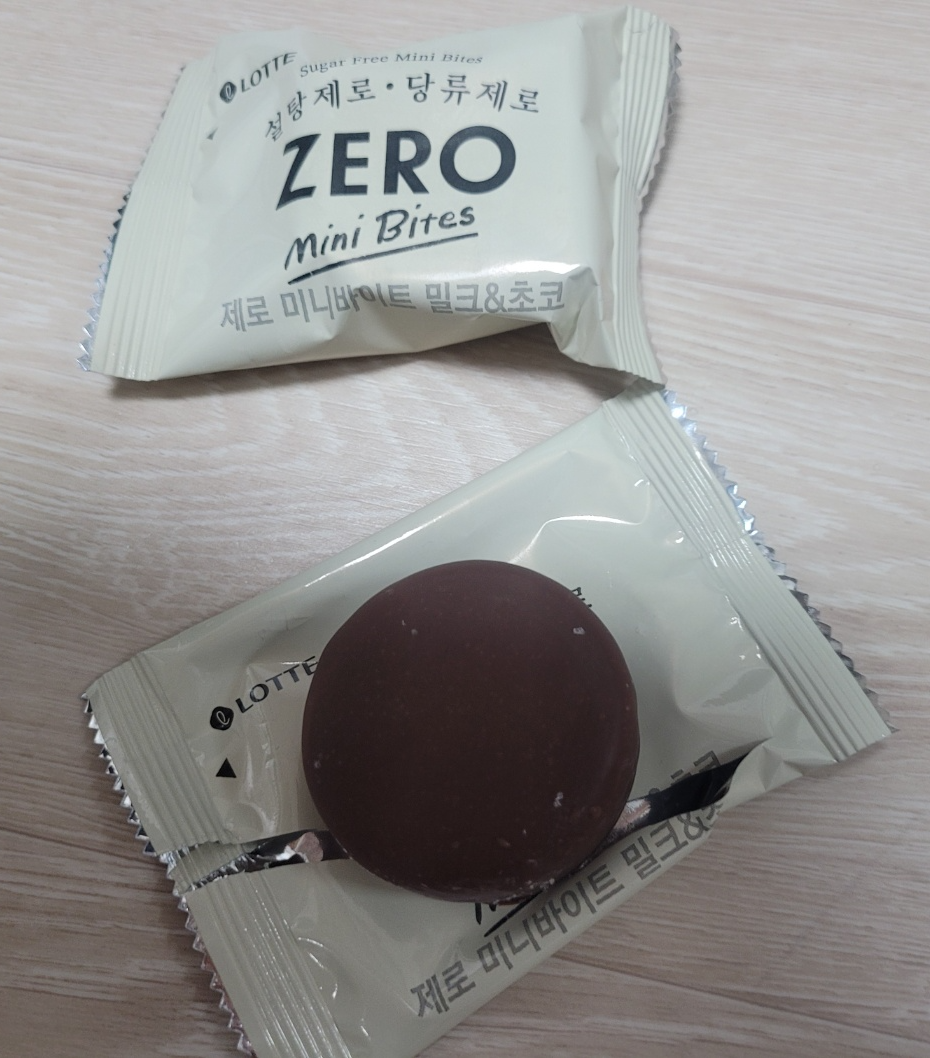 LOTTE
Sugar Free Mini Bites
설탕제로·당류제로
ZERO
Mini Bites
제로 미니바이트 밀크&초코
LOTTE
제로 미니바이트 밀크&초